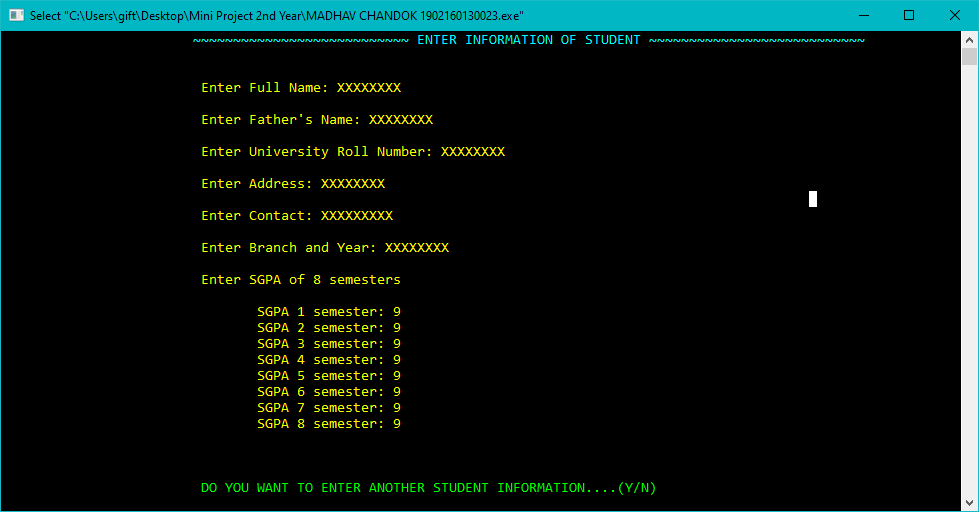 Select "C:\Users\gift\Desktop\Mini Project 2nd Year\MADHAV CHANDOK 1902160130023.exe"
~~~~~~~~~~~~~~~~~~~~~~~~~~~ ENTER INFORMATION OF STUDENT ~~~~~~~~~~~~~~~~~~~~~~~~~~~
Enter Full Name: XXXXXXXX
Enter Father's Name: XXXXXXXX
Enter University Roll Number: XXXXXXXX
Enter Address: XXXXXXXX
Enter Contact: XXXXXXXXX
Enter Branch and Year: XXXXXXXX
Enter SGPA of 8 semesters
SGPA 1 semester: 9
SGPA 2 semester: 9
SGPA 3 semester: 9
SGPA 4 semester: 9
SGPA 5 semester: 9
SGPA 6 semester: 9
SGPA 7 semester: 9
SGPA 8 semester: 9
DO YOU WANT TO ENTER ANOTHER STUDENT INFORMATION....(Y/N)